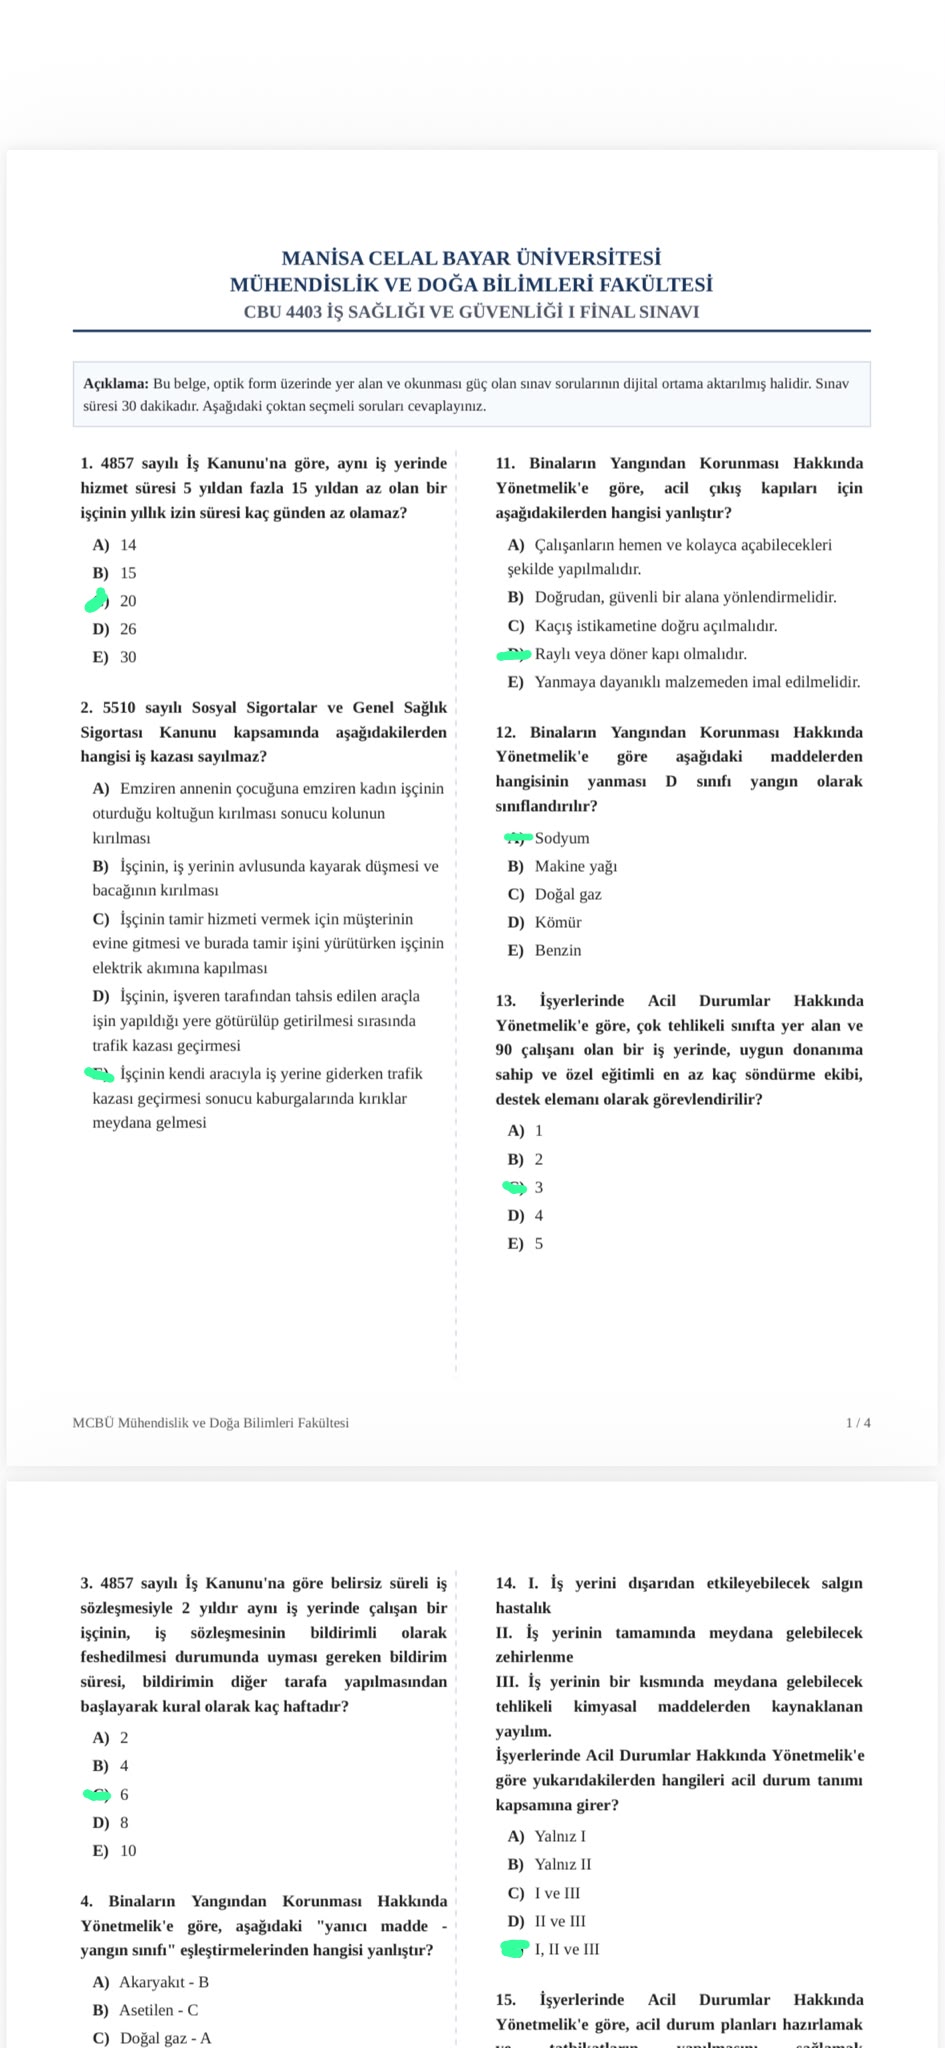 MANİSA CELAL BAYAR ÜNİVERSİTESİ
MÜHENDİSLİK VE DOĞA BİLİMLERİ FAKÜLTESİ
CBU 4403 İŞ SAĞLIĞI VE GÜVENLİĞİ I FİNAL SINAVI
Açıklama: Bu belge, optik form üzerinde yer alan ve okunması güç olan sınav sorularının dijital ortama aktarılmış halidir. Sınav
süresi 30 dakikadır. Aşağıdaki çoktan seçmeli soruları cevaplayınız.
1. 4857 sayılı İş Kanunu'na göre, aynı iş yerinde
hizmet süresi 5 yıldan fazla 15 yıldan az olan bir
işçinin yıllık izin süresi kaç günden az olamaz?
A) 14
B) 15
20
D) 26
E) 30
2. 5510 sayılı Sosyal Sigortalar ve Genel Sağlık
Sigortası Kanunu kapsamında aşağıdakilerden
hangisi iş kazası sayılmaz?
A) Emziren annenin çocuğuna emziren kadın işçinin
oturduğu koltuğun kırılması sonucu kolunun
kırılması
B) İşçinin, iş yerinin avlusunda kayarak düşmesi ve
bacağının kırılması
C) İşçinin tamir hizmeti vermek için müşterinin
evine gitmesi ve burada tamir işini yürütürken işçinin
elektrik akımına kapılması
D) İşçinin, işveren tarafından tahsis edilen araçla
işin yapıldığı yere götürülüp getirilmesi sırasında
trafik kazası geçirmesi
İşçinin kendi aracıyla iş yerine giderken trafik
kazası geçirmesi sonucu kaburgalarında kırıklar
meydana gelmesi
11. Binaların Yangından Korunması Hakkında
Yönetmelik'e göre, acil çıkış kapıları için
aşağıdakilerden hangisi yanlıştır?
A) Çalışanların hemen ve kolayca açabilecekleri
şekilde yapılmalıdır.
B) Doğrudan, güvenli bir alana yönlendirmelidir.
C) Kaçış istikametine doğru açılmalıdır.
Raylı veya döner kapı olmalıdır.
E) Yanmaya dayanıklı malzemeden imal edilmelidir.
12. Binaların Yangından Korunması Hakkında
Yönetmelik'e göre aşağıdaki maddelerden
hangisinin yanması D sınıfı yangın olarak
sınıflandırılır?
Sodyum
B) Makine yağı
C) Doğal gaz
D) Kömür
E) Benzin
13. İşyerlerinde Acil Durumlar Hakkında
Yönetmelik'e göre, çok tehlikeli sınıfta yer alan ve
90 çalışanı olan bir iş yerinde, uygun donanıma
sahip ve özel eğitimli en az kaç söndürme ekibi,
destek elemanı olarak görevlendirilir?
A) 1
B) 2
3
D) 4
E) 5
MCBÜ Mühendislik ve Doğa Bilimleri Fakültesi
1 / 4
3. 4857 sayılı İş Kanunu'na göre belirsiz süreli iş
sözleşmesiyle 2 yıldır aynı iş yerinde çalışan bir
işçinin, iş sözleşmesinin bildirimli olarak
feshedilmesi durumunda uyması gereken bildirim
süresi, bildirimin diğer tarafa yapılmasından
başlayarak kural olarak kaç haftadır?
A) 2
B) 4
6
D) 8
E) 10
4. Binaların Yangından Korunması Hakkında
Yönetmelik'e göre, aşağıdaki "yanıcı madde -
yangın sınıfı" eşleştirmelerinden hangisi yanlıştır?
A) Akaryakıt - B
B) Asetilen - C
C) Doğal gaz - A
14. I. İş yerini dışarıdan etkileyebilecek salgın
hastalık
II. İş yerinin tamamında meydana gelebilecek
zehirlenme
III. İş yerinin bir kısmında meydana gelebilecek
tehlikeli kimyasal maddelerden kaynaklanan
yayılım.
İşyerlerinde Acil Durumlar Hakkında Yönetmelik'e
göre yukarıdakilerden hangileri acil durum tanımı
kapsamına girer?
A) Yalnız I
B) Yalnız II
C) I ve III
D) II ve III
I, II ve III
15. İşyerlerinde Acil Durumlar Hakkında
Yönetmelik'e göre, acil durum planları hazırlamak